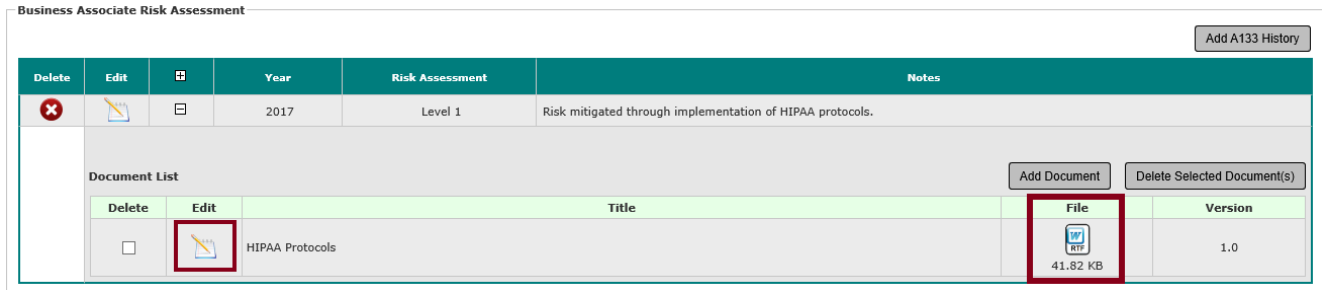 Business Associate Risk Assessment
Add A133 History
Delete Edit Year Risk Assessment Notes
2017 Level 1 Risk mitigated through implementation of HIPAA protocols.
Document List Add Document Delete Selected Document(s)
Delete Edit Title File Version
HIPAA Protocols W RTF 1.0
41.82 KB